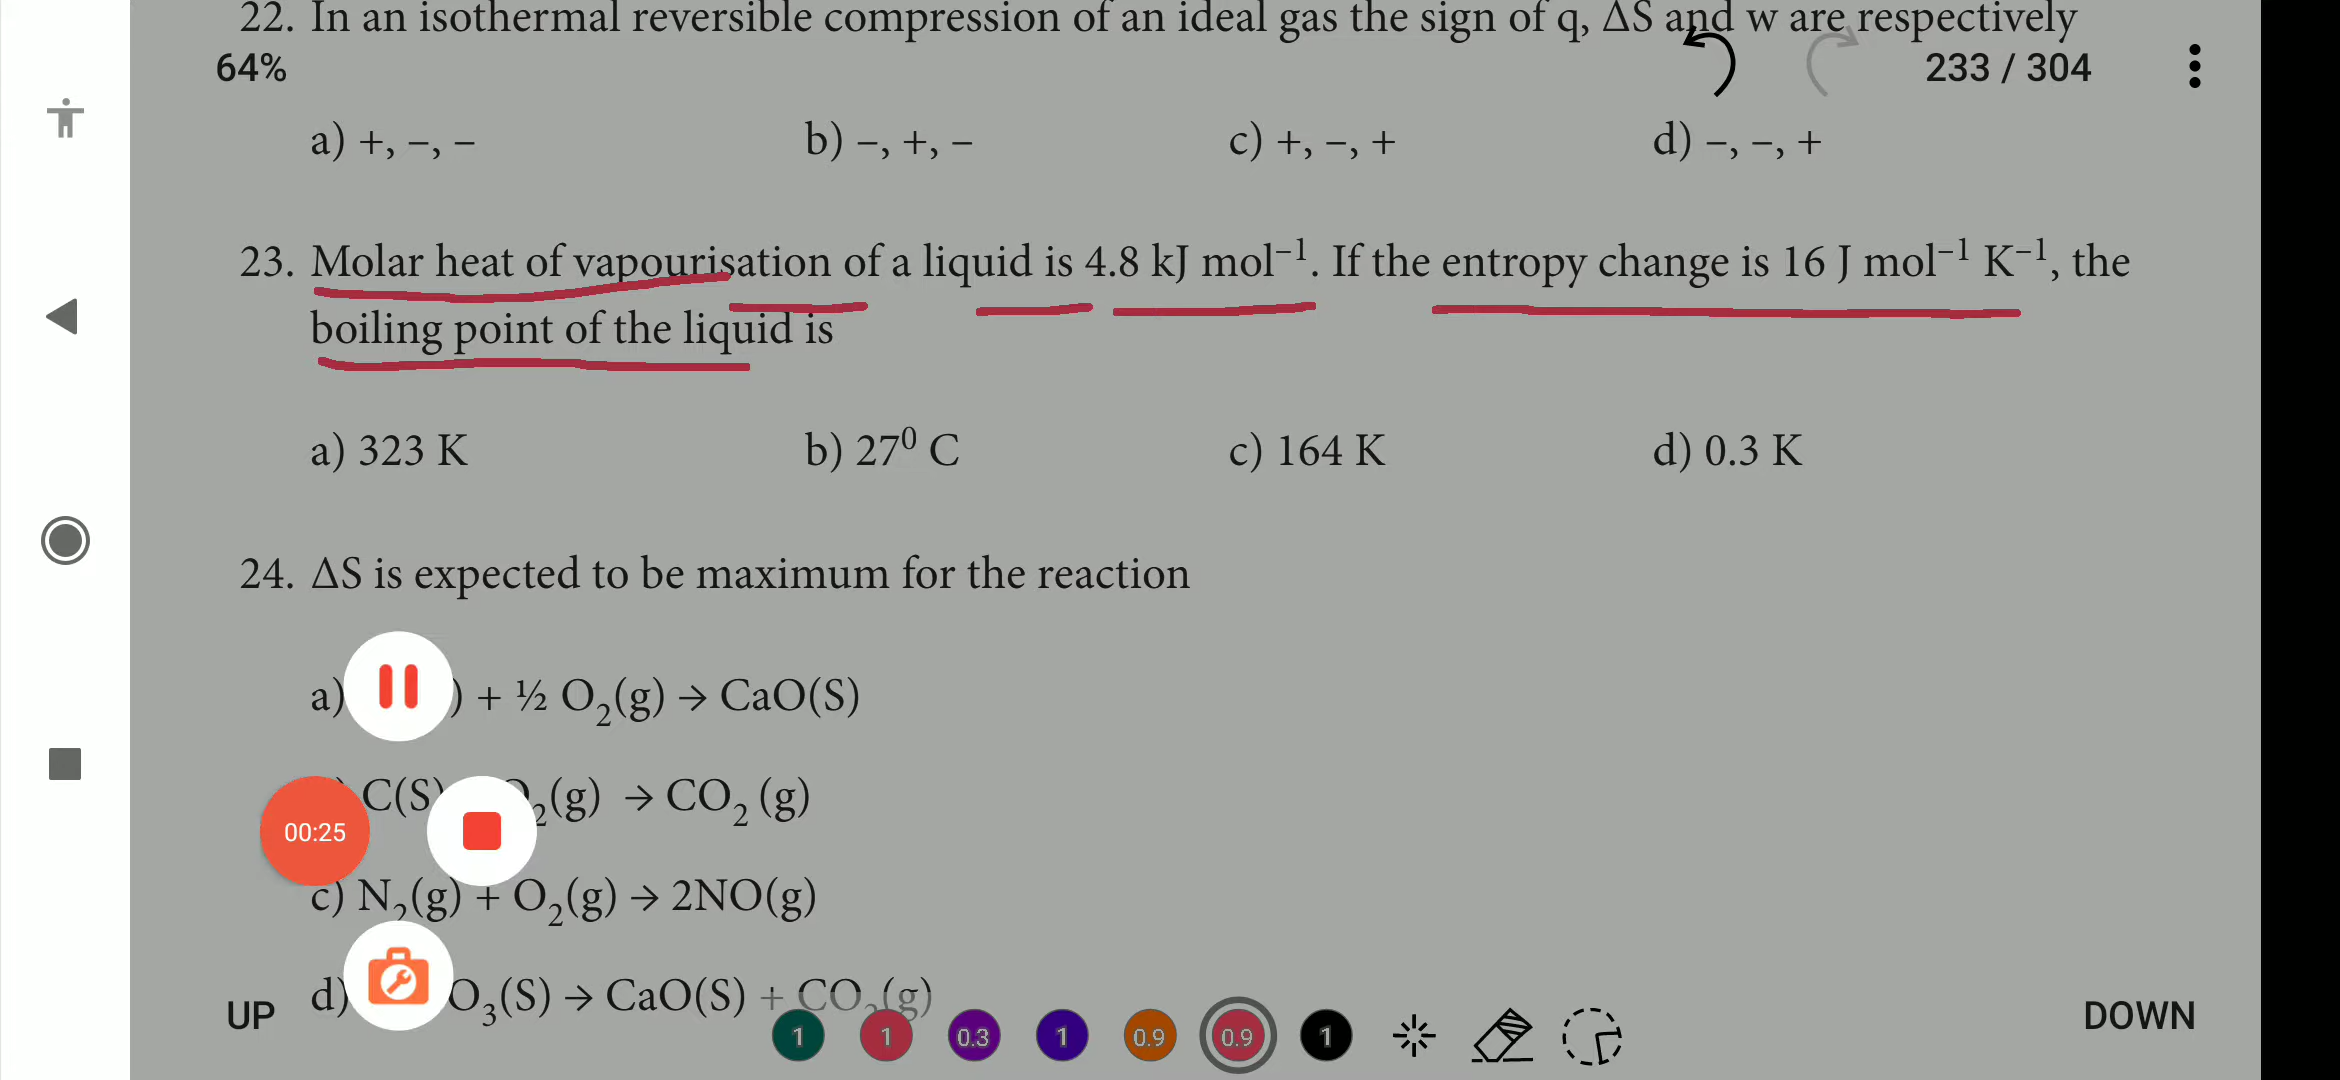 22. In an isothermal reversible compression of an ideal gas the sign of q, ΔS and w are respectively
64%
233 / 304
a) +, –, –   b) –, +, –   c) +, –, +   d) –, –, +
23. Molar heat of vapourisation of a liquid is 4.8 kJ mol⁻¹. If the entropy change is 16 J mol⁻¹ K⁻¹, the
boiling point of the liquid is
a) 323 K   b) 27⁰ C   c) 164 K   d) 0.3 K
24. ΔS is expected to be maximum for the reaction
a) ) + ½ O₂(g) → CaO(S)
C(S) ₂(g) → CO₂ (g)
00:25
c) N₂(g) + O₂(g) → 2NO(g)
d) O₃(S) → CaO(S) + CO₂(g)
UP
DOWN
1 1 0.3 1 0.9 0.9 1